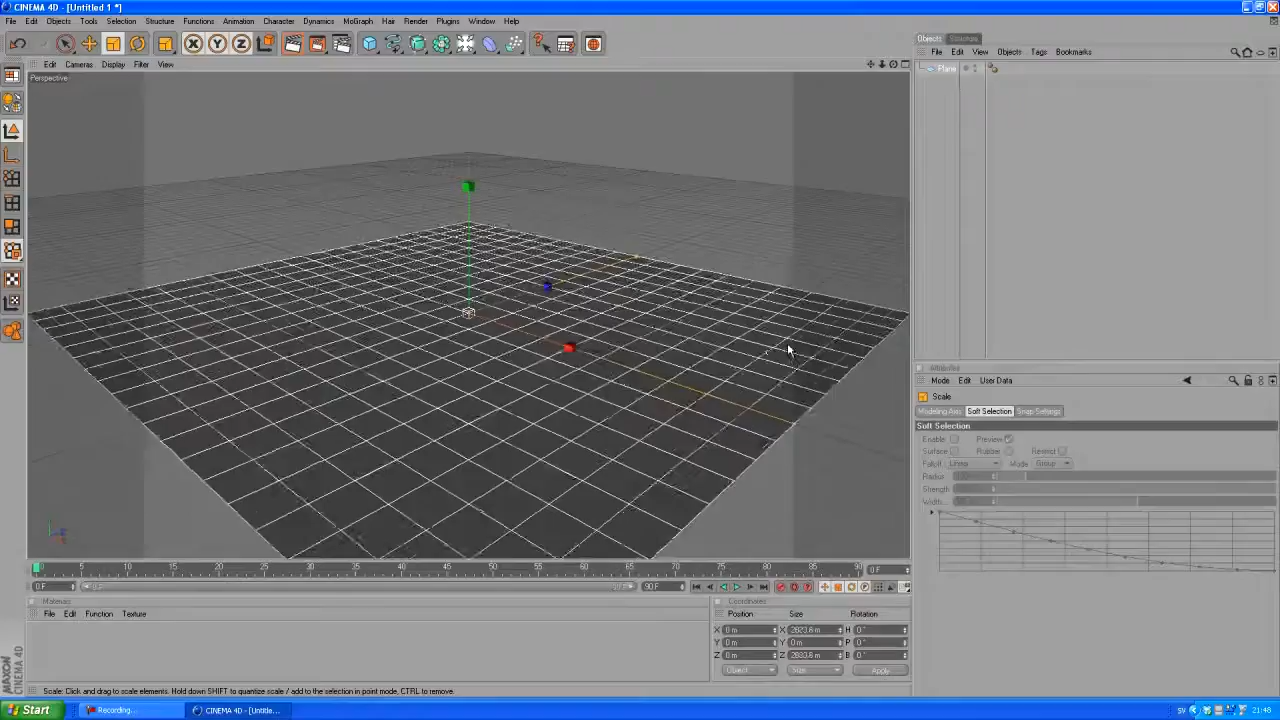 CINEMA 4D - [Untitled 1 *]
File Edit Objects Tools Selection Structure Functions Animation Character Dynamics MoGraph Hair Render Plugins Window Help
Edit Cameras Display Filter View
Perspective
Objects Structure
File Edit View Objects Tags Bookmarks
Plane
Attributes
Mode Edit User Data
Scale
Modeling Axis Soft Selection Snap Settings
Soft Selection
Enable Preview
Surface Rubber Restrict
Falloff Mode Group
Radius
Strength
Width
5 10 15 20 25 30 35 40 45 50 55 60 65 70 75 80 85 90 0 F
0 F 90 F
Materials
File Edit Function Texture
Coordinates
Position Size Rotation
X 0 m X H 0 °
Y 0 m Y 0 m P 0 °
Z 0 m Z B 0 °
Object Size Apply
MAXON
CINEMA 4D
Scale: Click and drag to scale elements. Hold down SHIFT to quantize scale / add to the selection in point mode, CTRL to remove.
Start Recording... CINEMA 4D - [Untitle... SV 21:48